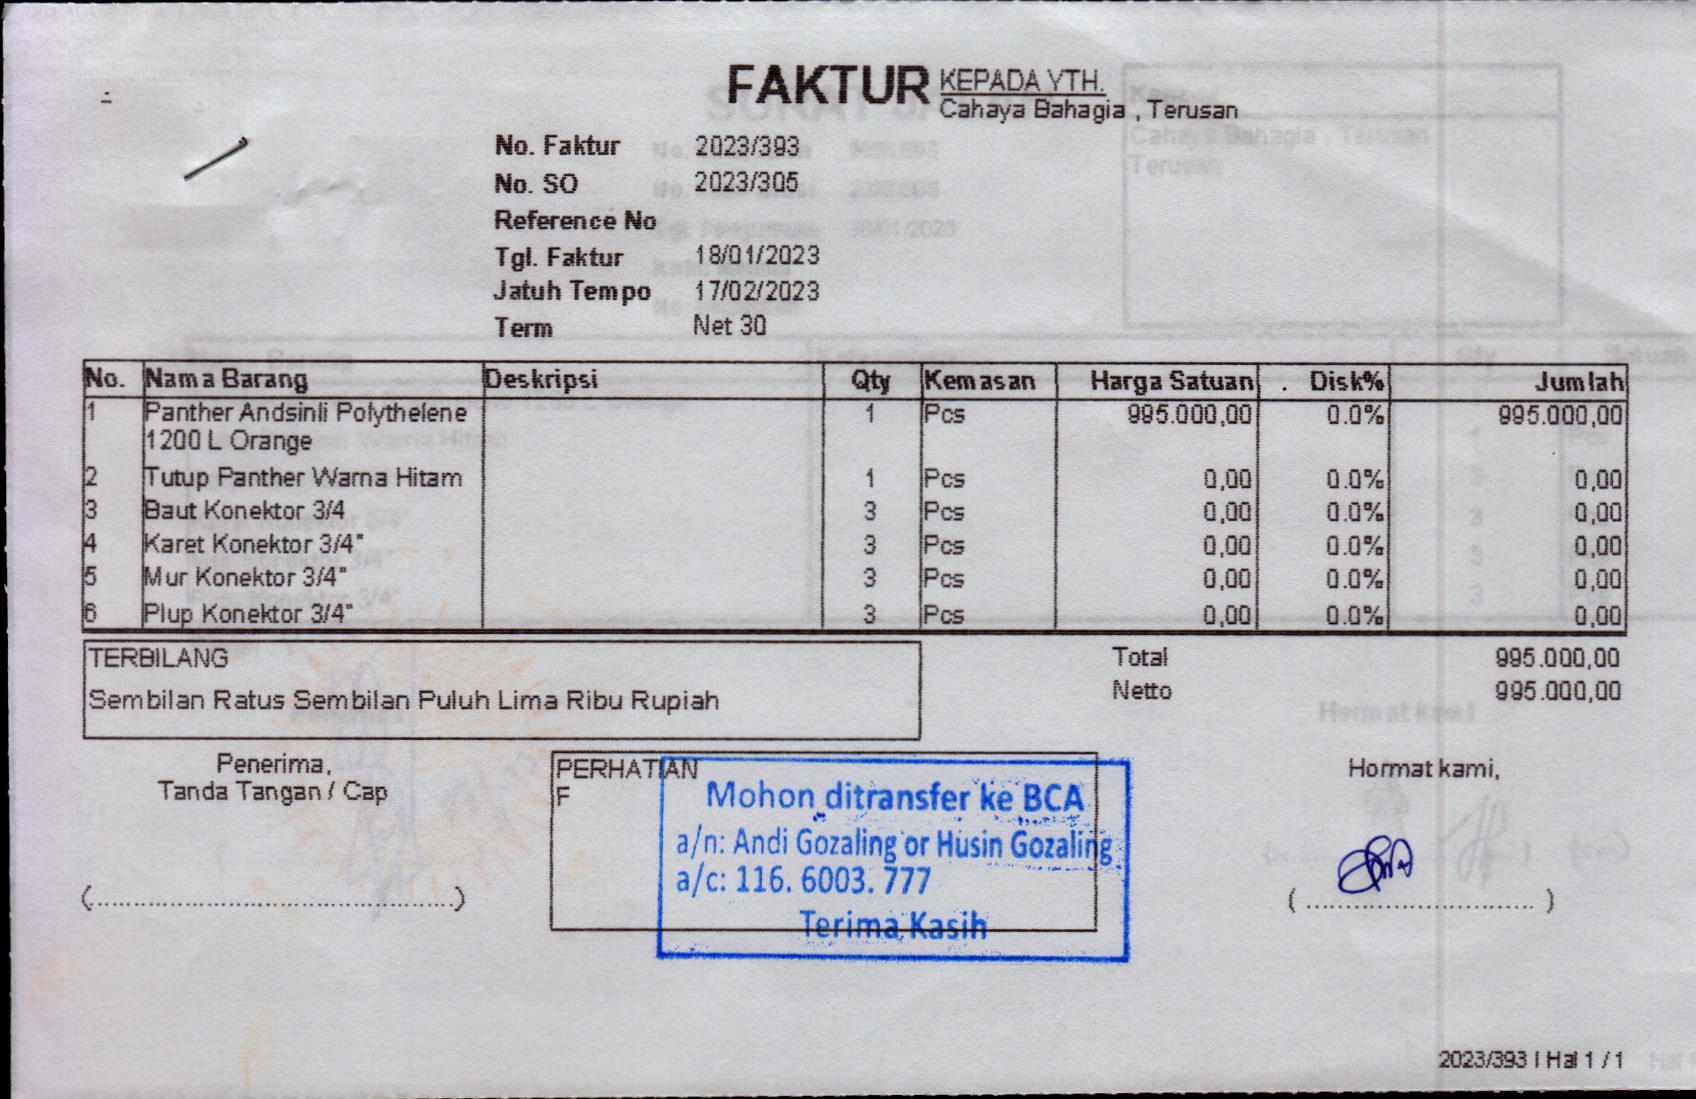 FAKTUR
KEPADA YTH.
Cahaya Bahagia , Terusan
No. Faktur 2023/393
No. SO 2023/305
Reference No
Tgl. Faktur 18/01/2023
Jatuh Tempo 17/02/2023
Term Net 30
No. Nama Barang Deskripsi Qty Kemasan Harga Satuan . Disk% Jumlah
1 Panther Andsinli Polythelene 1 Pcs 995.000,00 0.0% 995.000,00
1200 L Orange
2 Tutup Panther Warna Hitam 1 Pcs 0,00 0.0% 0,00
3 Baut Konektor 3/4 3 Pcs 0,00 0.0% 0,00
4 Karet Konektor 3/4" 3 Pcs 0,00 0.0% 0,00
5 Mur Konektor 3/4" 3 Pcs 0,00 0.0% 0,00
6 Plup Konektor 3/4" 3 Pcs 0,00 0.0% 0,00
TERBILANG
Sembilan Ratus Sembilan Puluh Lima Ribu Rupiah
Total 995.000,00
Netto 995.000,00
Penerima,
Tanda Tangan / Cap
(..................................................)
PERHATIAN
F
Mohon ditransfer ke BCA
a/n: Andi Gozaling or Husin Gozaling
a/c: 116. 6003. 777
Terima Kasih
Hormat kami,
( ............................... )
2023/393 | Hal 1 / 1